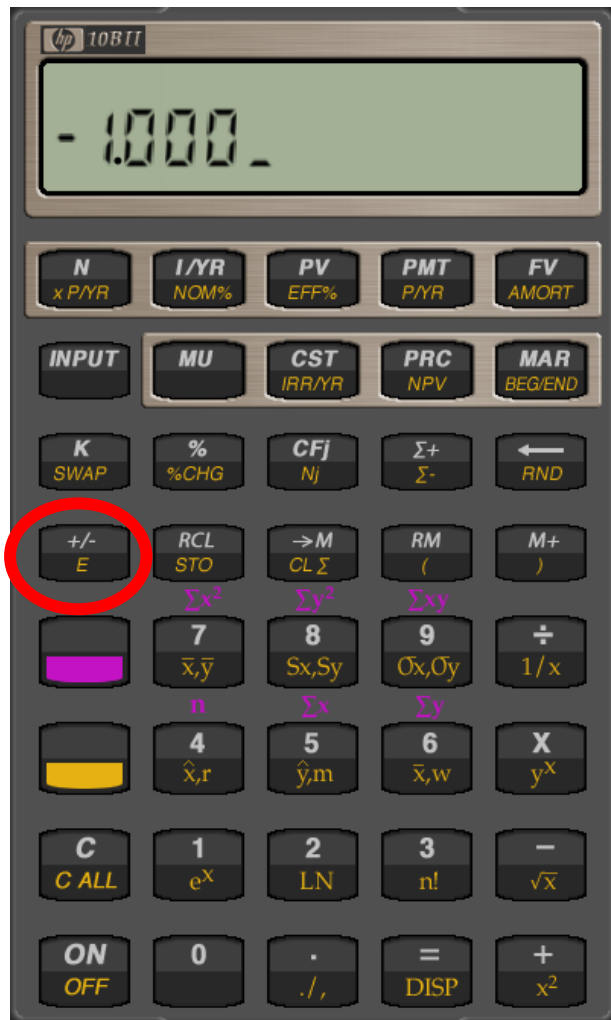 hp 10BII
-1.000_
N I/YR PV PMT FV
x P/YR NOM% EFF% P/YR AMORT
INPUT MU CST PRC MAR
IRR/YR NPV BEG/END
K % CFj Σ+ ←
SWAP %CHG Nj Σ- RND
+/- RCL →M RM M+
E STO CL Σ ( )
Σx² Σy² Σxy
7 8 9 ÷
x̄,ȳ Sx,Sy σx,σy 1/x
n Σx Σy
4 5 6 X
x̂,r ŷ,m x̄,w yˣ
C 1 2 3 −
C ALL eˣ LN n! √x
ON 0 . = +
OFF ./, DISP x²